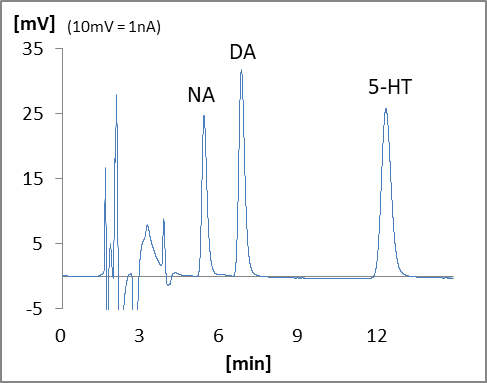 [mV] (10mV = 1nA)
35
DA
NA
5-HT
25
15
5
-5
0 3 6 9 12
[min]